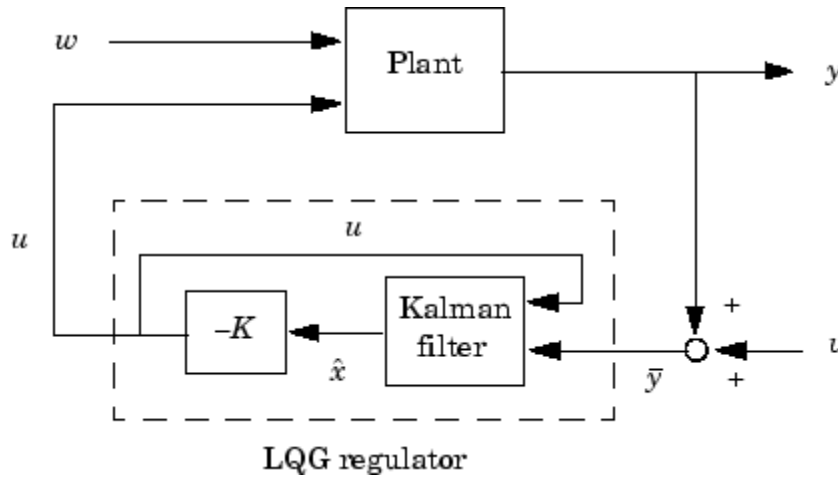 w
Plant
y
u
u
+
–K
Kalman
filter
x̂
ȳ
+
LQG regulator